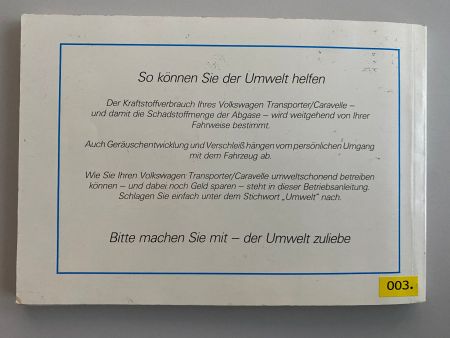 So können Sie der Umwelt helfen
Der Kraftstoffverbrauch Ihres Volkswagen Transporter/Caravelle –
und damit die Schadstoffmenge der Abgase – wird weitgehend von Ihrer
Fahrweise bestimmt.
Auch Geräuschentwicklung und Verschleiß hängen vom persönlichen Umgang
mit dem Fahrzeug ab.
Wie Sie Ihren Volkswagen Transporter/Caravelle umweltschonend betreiben
können – und dabei noch Geld sparen – steht in dieser Betriebsanleitung.
Schlagen Sie einfach unter dem Stichwort „Umwelt" nach.
Bitte machen Sie mit – der Umwelt zuliebe
003.